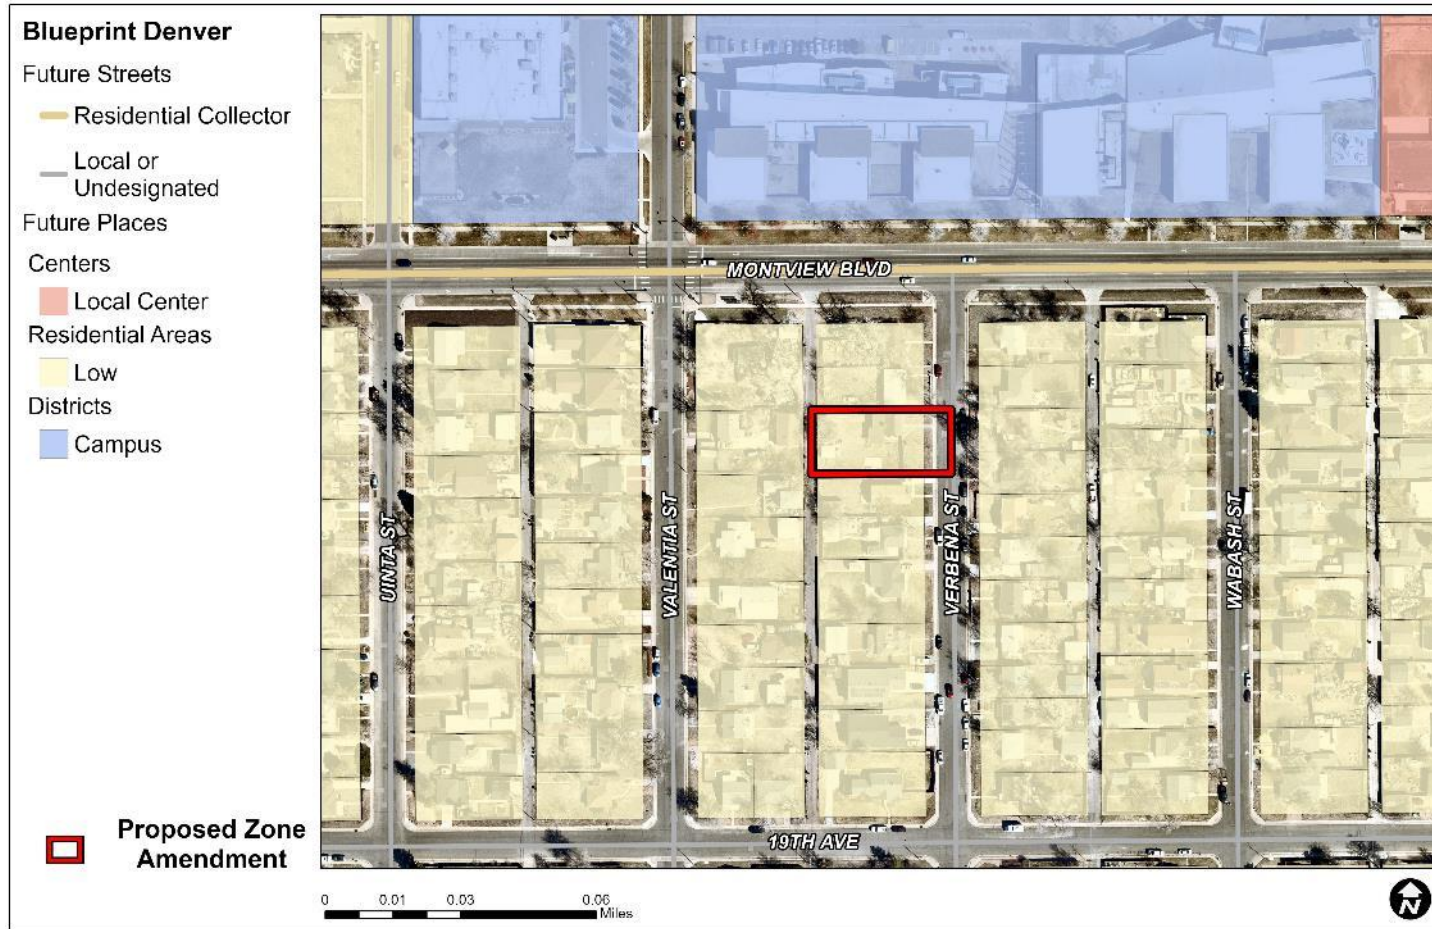 Blueprint Denver
Future Streets
Residential Collector
Local or
Undesignated
Future Places
Centers
Local Center
Residential Areas
Low
Districts
Campus
Proposed Zone
Amendment
MONTVIEW BLVD
UINTA ST
VALENTIA ST
VERBENA ST
WABASH ST
19TH AVE
0 0.01 0.03 0.06
Miles
N